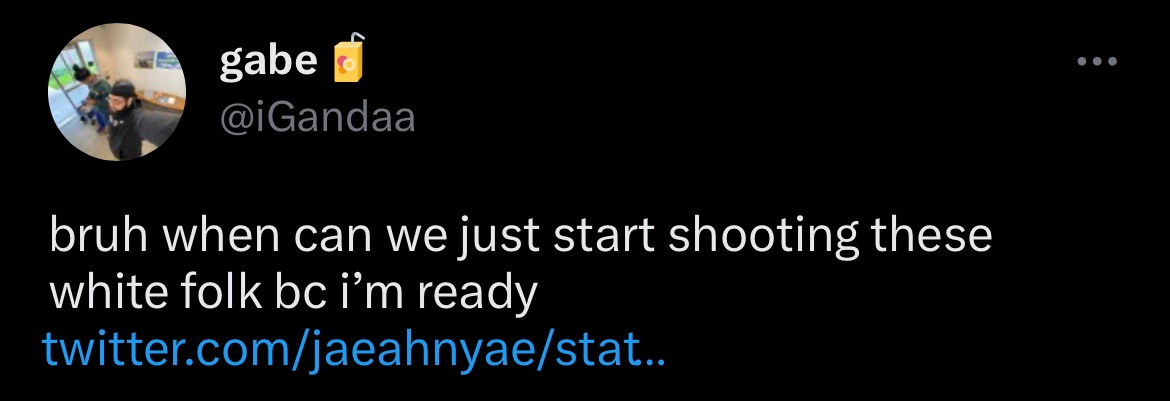 gabe 🧃
@iGandaa
bruh when can we just start shooting these
white folk bc i’m ready
twitter.com/jaeahnyae/stat..